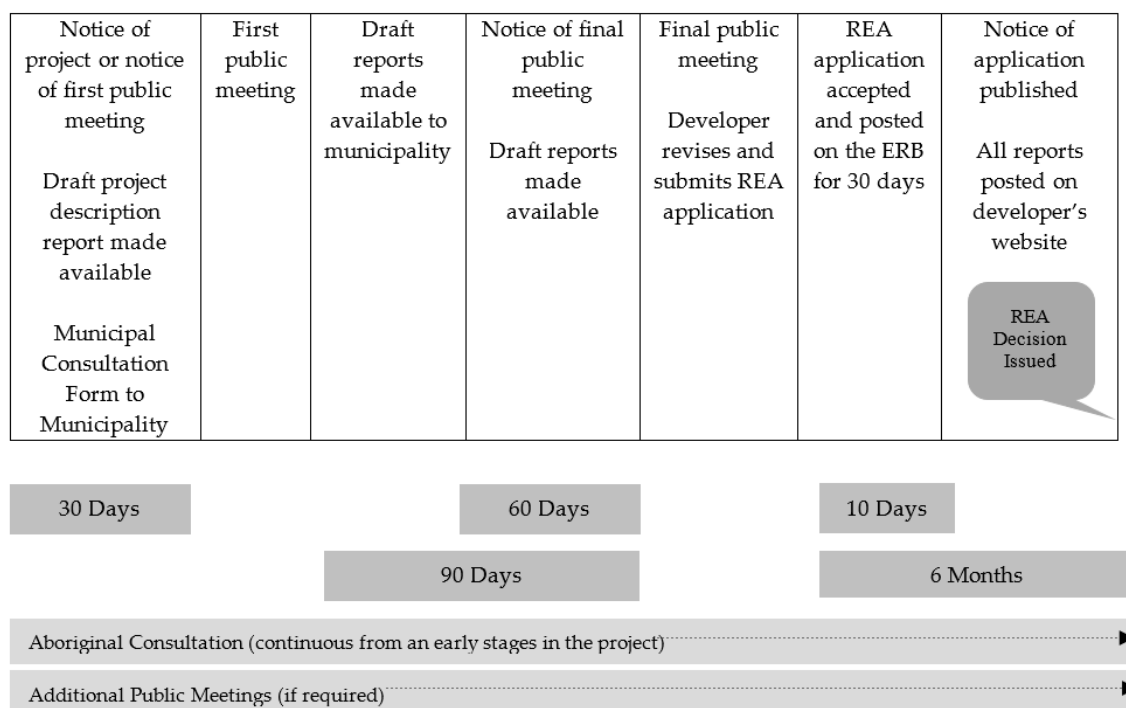 Notice of
project or notice
of first public
meeting
Draft project
description
report made
available
Municipal
Consultation
Form to
Municipality
First
public
meeting
Draft
reports
made
available to
municipality
Notice of final
public
meeting
Draft reports
made
available
Final public
meeting
Developer
revises and
submits REA
application
REA
application
accepted
and posted
on the ERB
for 30 days
Notice of
application
published
All reports
posted on
developer's
website
REA
Decision
Issued
30 Days
60 Days
10 Days
90 Days
6 Months
Aboriginal Consultation (continuous from an early stages in the project)
Additional Public Meetings (if required)